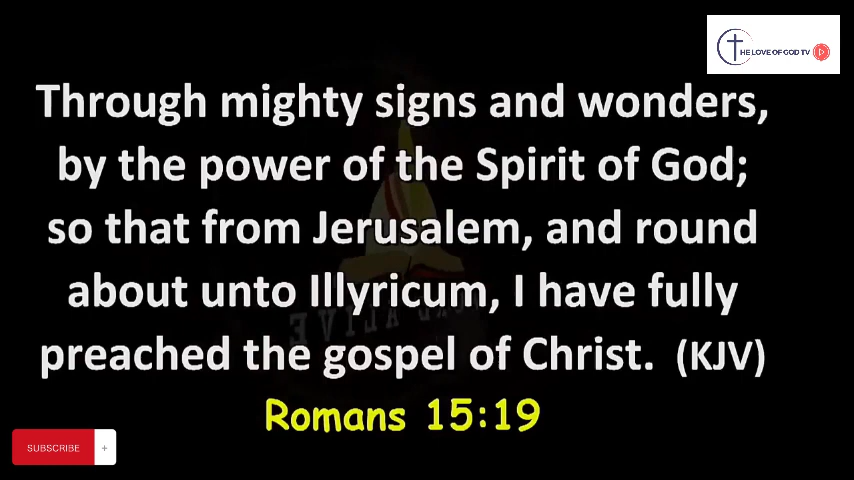 HE LOVE OF GOD TV
Through mighty signs and wonders,
by the power of the Spirit of God;
so that from Jerusalem, and round
about unto Illyricum, I have fully
preached the gospel of Christ. (KJV)
Romans 15:19
SUBSCRIBE +